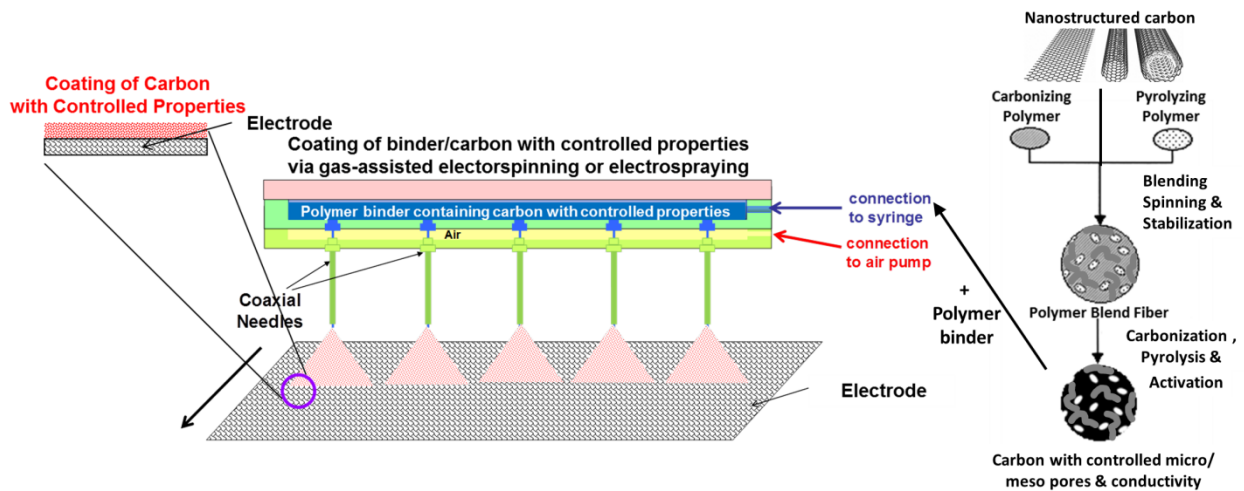 Coating of Carbon
with Controlled Properties
Electrode
Coating of binder/carbon with controlled properties
via gas-assisted electorspinning or electrospraying
Polymer binder containing carbon with controlled properties
Air
connection
to syringe
connection
to air pump
Coaxial
Needles
Electrode
+
Polymer
binder
Nanostructured carbon
Carbonizing
Polymer
Pyrolyzing
Polymer
Blending
Spinning &
Stabilization
Polymer Blend Fiber
Carbonization ,
Pyrolysis &
Activation
Carbon with controlled micro/
meso pores & conductivity